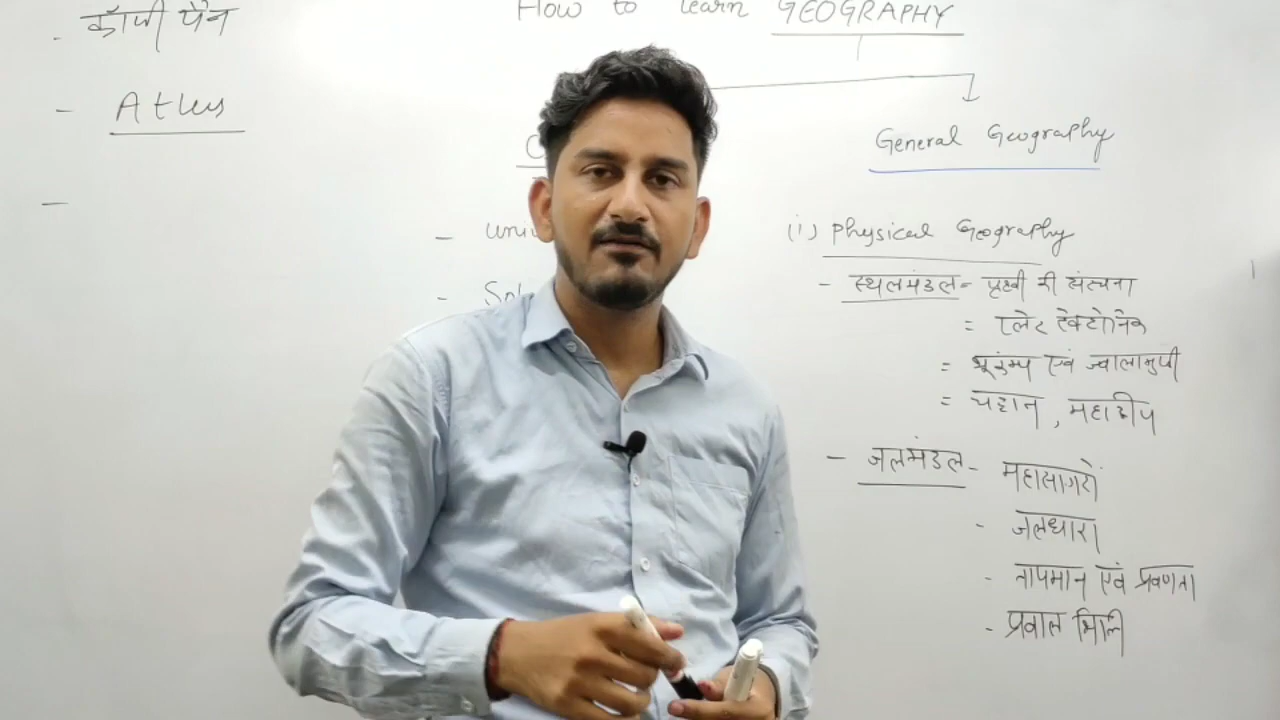 - कॉपी पैन
How to learn GEOGRAPHY
- Atlas
General Geography
(i) Physical Geography
- स्थलमंडल = पृथ्वी की संरचना
= प्लेट टेक्टोनिक
= भूकम्प एवं ज्वालामुखी
= चट्टान, महाद्वीप
- जलमंडल - महासागरों
- जलधारा
- तापमान एवं प्रवणता
- प्रवाल भित्ति